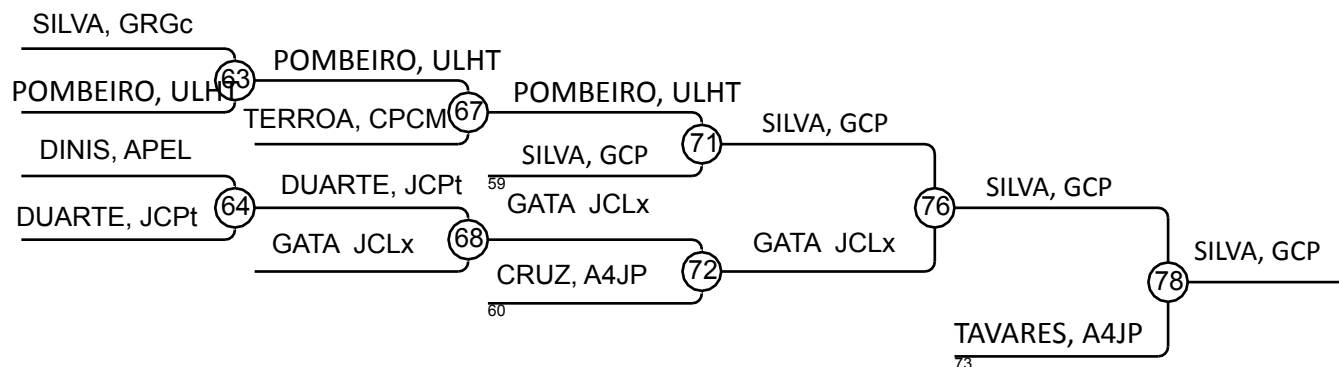 SILVA, GRGc
63
POMBEIRO, ULHT
POMBEIRO, ULHT
67
TERROA, CPCM
POMBEIRO, ULHT
71
SILVA, GCP
59
SILVA, GCP
DINIS, APEL
64
DUARTE, JCPt
DUARTE, JCPt
68
GATA JCLx
GATA JCLx
72
CRUZ, A4JP
60
GATA JCLx
76
SILVA, GCP
78
SILVA, GCP
TAVARES, A4JP
73